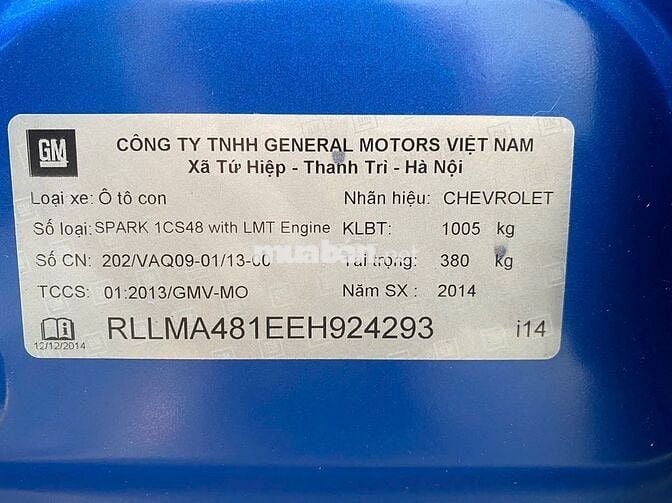 GM
CÔNG TY TNHH GENERAL MOTORS VIỆT NAM
Xã Tứ Hiệp - Thanh Trì - Hà Nội
Loại xe: Ô tô con Nhãn hiệu: CHEVROLET
Số loại: SPARK 1CS48 with LMT Engine KLBT: 1005 kg
Số CN: 202/VAQ09-01/13-00 Tải trọng: 380 kg
muaban.net
TCCS: 01:2013/GMV-MO Năm SX : 2014
RLLMA481EEH924293 i14
12/12/2014